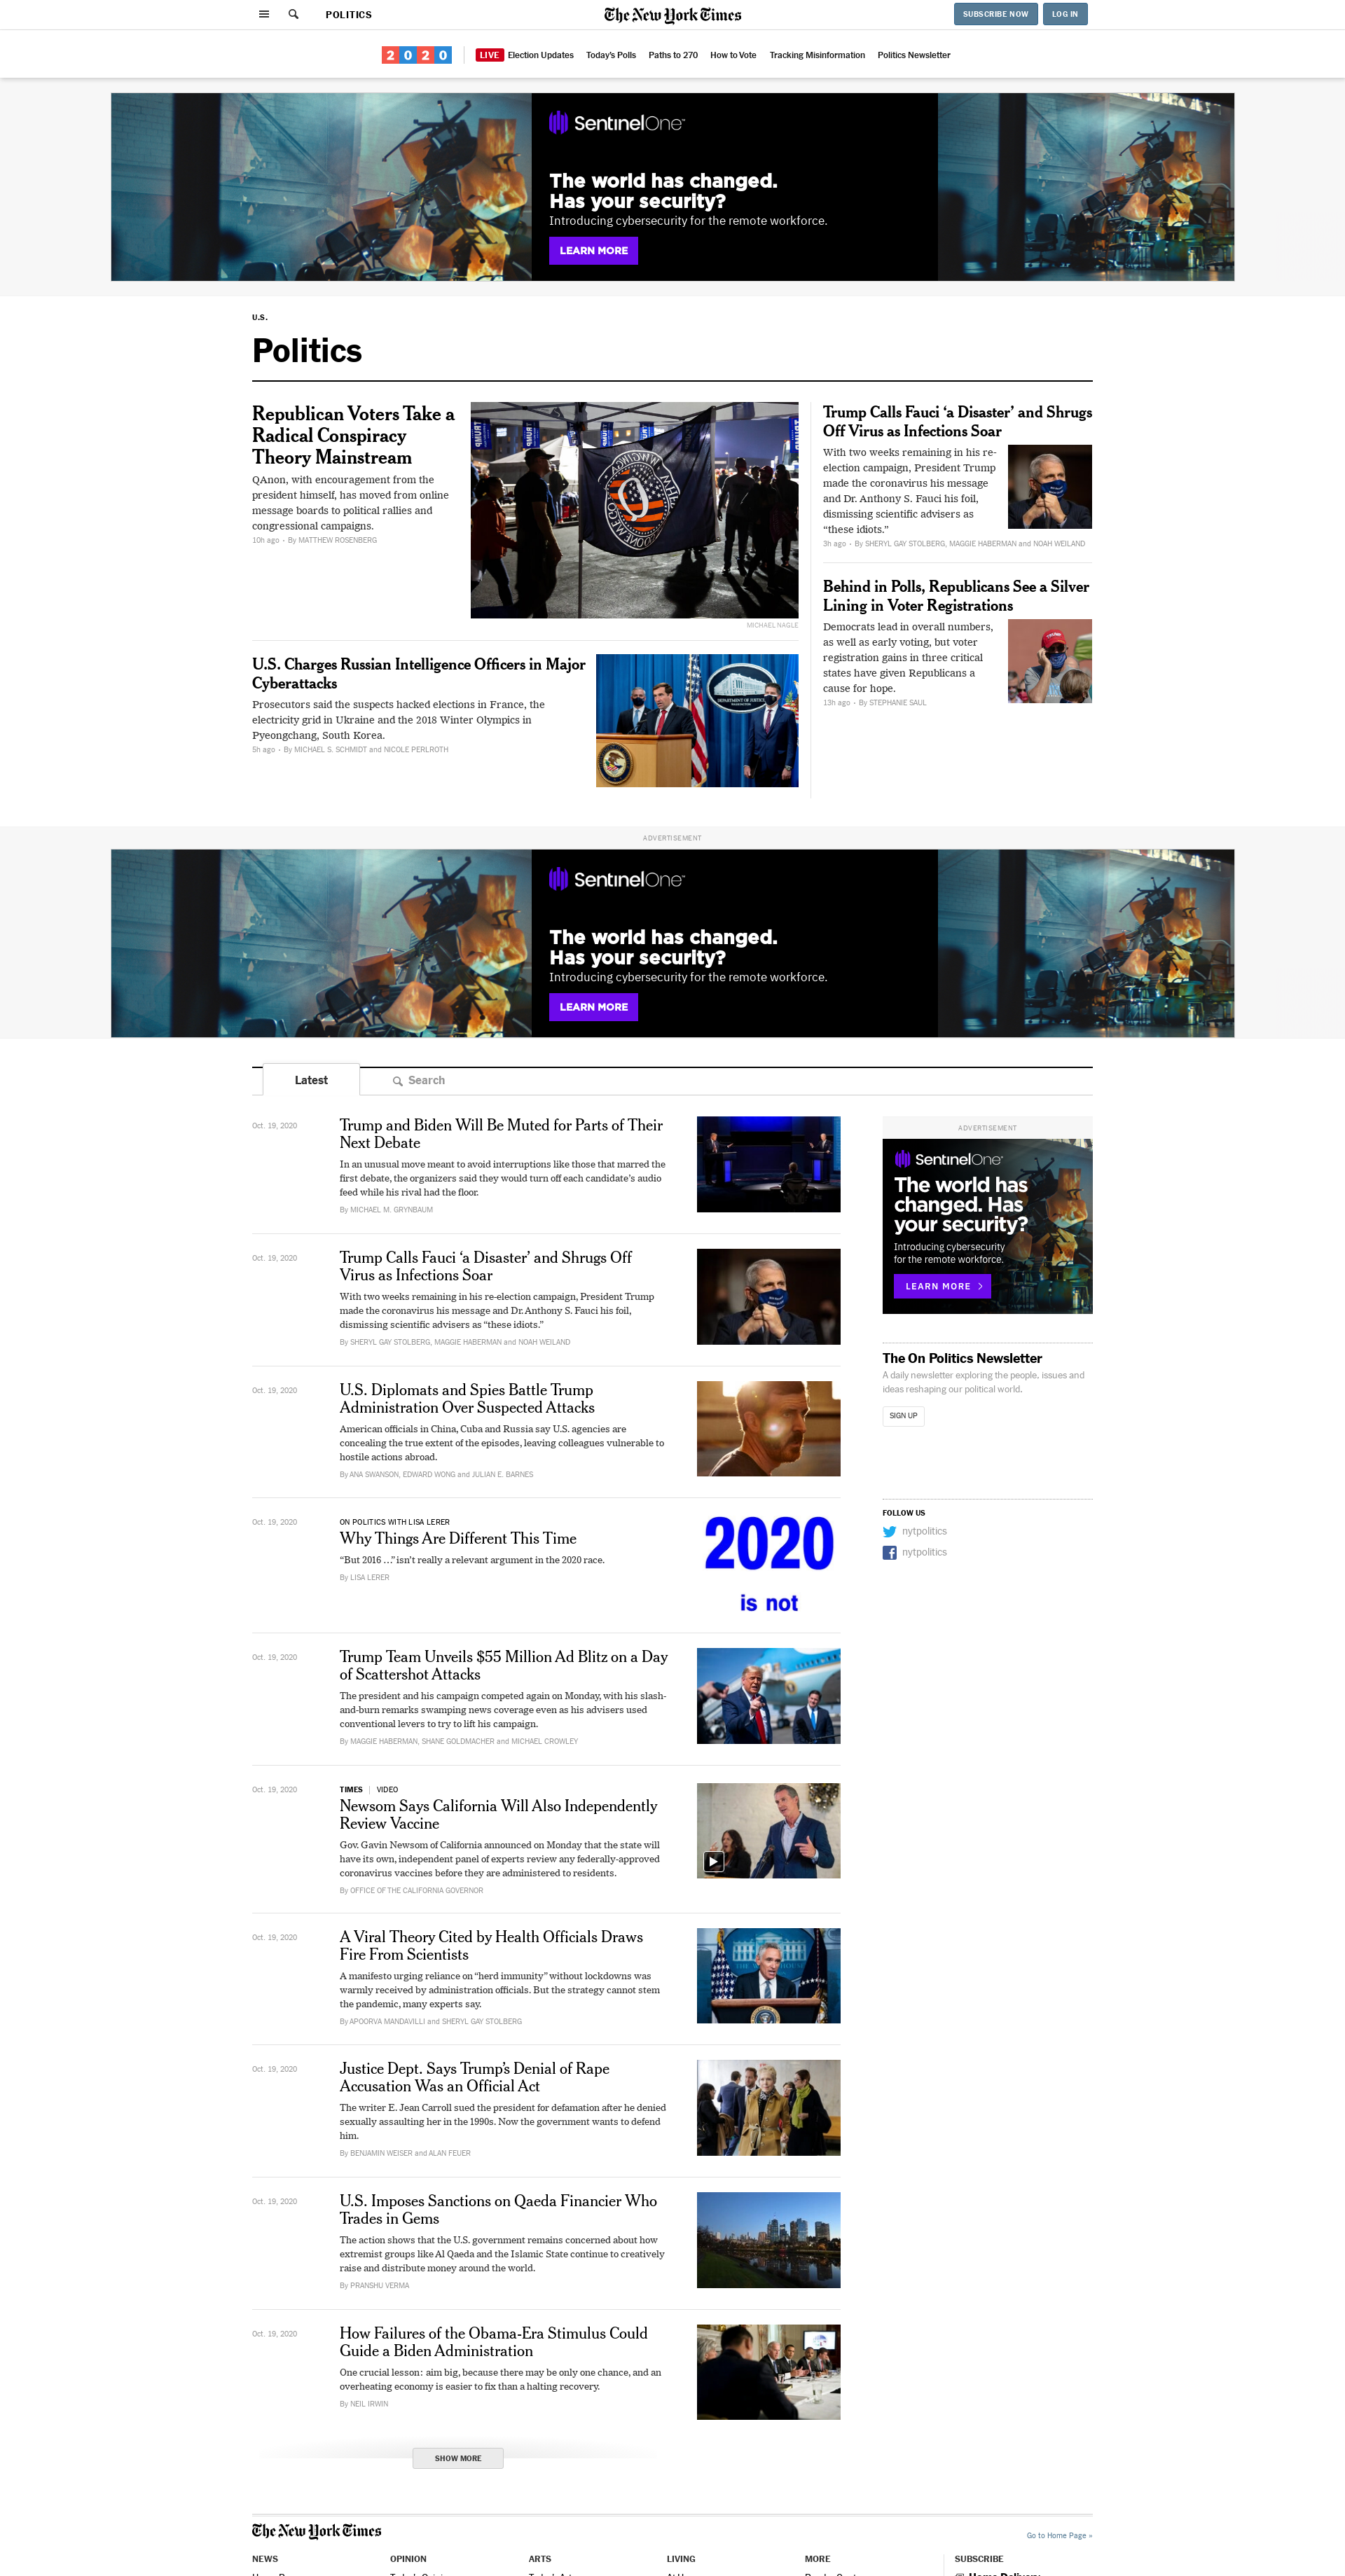 POLITICS
The New York Times
SUBSCRIBE NOW
LOG IN
2020
LIVE Election Updates
Today's Polls
Paths to 270
How to Vote
Tracking Misinformation
Politics Newsletter
SentinelOne
The world has changed.
Has your security?
Introducing cybersecurity for the remote workforce.
LEARN MORE
U.S.
Politics
Republican Voters Take a
Radical Conspiracy
Theory Mainstream
QAnon, with encouragement from the
president himself, has moved from online
message boards to political rallies and
congressional campaigns.
10h ago • By MATTHEW ROSENBERG
MICHAEL NAGLE
U.S. Charges Russian Intelligence Officers in Major
Cyberattacks
Prosecutors said the suspects hacked elections in France, the
electricity grid in Ukraine and the 2018 Winter Olympics in
Pyeongchang, South Korea.
5h ago • By MICHAEL S. SCHMIDT and NICOLE PERLROTH
Trump Calls Fauci ‘a Disaster’ and Shrugs
Off Virus as Infections Soar
With two weeks remaining in his re-
election campaign, President Trump
made the coronavirus his message
and Dr. Anthony S. Fauci his foil,
dismissing scientific advisers as
“these idiots.”
3h ago • By SHERYL GAY STOLBERG, MAGGIE HABERMAN and NOAH WEILAND
Behind in Polls, Republicans See a Silver
Lining in Voter Registrations
Democrats lead in overall numbers,
as well as early voting, but voter
registration gains in three critical
states have given Republicans a
cause for hope.
13h ago • By STEPHANIE SAUL
ADVERTISEMENT
SentinelOne
The world has changed.
Has your security?
Introducing cybersecurity for the remote workforce.
LEARN MORE
Latest
Search
Oct. 19, 2020
Trump and Biden Will Be Muted for Parts of Their
Next Debate
In an unusual move meant to avoid interruptions like those that marred the
first debate, the organizers said they would turn off each candidate’s audio
feed while his rival had the floor.
By MICHAEL M. GRYNBAUM
Oct. 19, 2020
Trump Calls Fauci ‘a Disaster’ and Shrugs Off
Virus as Infections Soar
With two weeks remaining in his re-election campaign, President Trump
made the coronavirus his message and Dr. Anthony S. Fauci his foil,
dismissing scientific advisers as “these idiots.”
By SHERYL GAY STOLBERG, MAGGIE HABERMAN and NOAH WEILAND
Oct. 19, 2020
U.S. Diplomats and Spies Battle Trump
Administration Over Suspected Attacks
American officials in China, Cuba and Russia say U.S. agencies are
concealing the true extent of the episodes, leaving colleagues vulnerable to
hostile actions abroad.
By ANA SWANSON, EDWARD WONG and JULIAN E. BARNES
Oct. 19, 2020
ON POLITICS WITH LISA LERER
Why Things Are Different This Time
“But 2016 …” isn’t really a relevant argument in the 2020 race.
By LISA LERER
2020
is not
Oct. 19, 2020
Trump Team Unveils $55 Million Ad Blitz on a Day
of Scattershot Attacks
The president and his campaign competed again on Monday, with his slash-
and-burn remarks swamping news coverage even as his advisers used
conventional levers to try to lift his campaign.
By MAGGIE HABERMAN, SHANE GOLDMACHER and MICHAEL CROWLEY
Oct. 19, 2020
TIMES | VIDEO
Newsom Says California Will Also Independently
Review Vaccine
Gov. Gavin Newsom of California announced on Monday that the state will
have its own, independent panel of experts review any federally-approved
coronavirus vaccines before they are administered to residents.
By OFFICE OF THE CALIFORNIA GOVERNOR
Oct. 19, 2020
A Viral Theory Cited by Health Officials Draws
Fire From Scientists
A manifesto urging reliance on “herd immunity” without lockdowns was
warmly received by administration officials. But the strategy cannot stem
the pandemic, many experts say.
By APOORVA MANDAVILLI and SHERYL GAY STOLBERG
Oct. 19, 2020
Justice Dept. Says Trump’s Denial of Rape
Accusation Was an Official Act
The writer E. Jean Carroll sued the president for defamation after he denied
sexually assaulting her in the 1990s. Now the government wants to defend
him.
By BENJAMIN WEISER and ALAN FEUER
Oct. 19, 2020
U.S. Imposes Sanctions on Qaeda Financier Who
Trades in Gems
The action shows that the U.S. government remains concerned about how
extremist groups like Al Qaeda and the Islamic State continue to creatively
raise and distribute money around the world.
By PRANSHU VERMA
Oct. 19, 2020
How Failures of the Obama-Era Stimulus Could
Guide a Biden Administration
One crucial lesson: aim big, because there may be only one chance, and an
overheating economy is easier to fix than a halting recovery.
By NEIL IRWIN
SHOW MORE
ADVERTISEMENT
SentinelOne
The world has
changed. Has
your security?
Introducing cybersecurity
for the remote workforce.
LEARN MORE
The On Politics Newsletter
A daily newsletter exploring the people, issues and
ideas reshaping our political world.
SIGN UP
FOLLOW US
nytpolitics
nytpolitics
The New York Times
Go to Home Page »
NEWS
OPINION
ARTS
LIVING
MORE
SUBSCRIBE